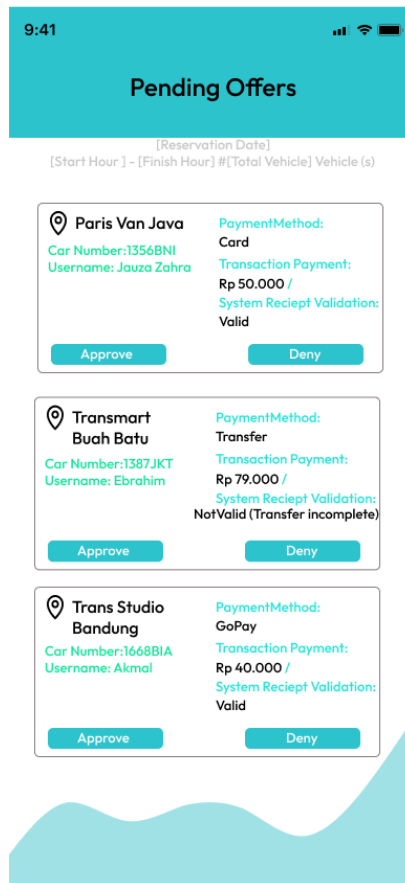 9:41
Pending Offers
[Reservation Date]
[Start Hour ] - [Finish Hour] #[Total Vehicle] Vehicle (s)
Paris Van Java
Car Number:1356BNI
Username: Jauza Zahra
PaymentMethod:
Card
Transaction Payment:
Rp 50.000 /
System Reciept Validation:
Valid
Approve
Deny
Transmart
Buah Batu
Car Number:1387JKT
Username: Ebrahim
PaymentMethod:
Transfer
Transaction Payment:
Rp 79.000 /
System Reciept Validation:
NotValid (Transfer incomplete)
Approve
Deny
Trans Studio
Bandung
Car Number:1668BIA
Username: Akmal
PaymentMethod:
GoPay
Transaction Payment:
Rp 40.000 /
System Reciept Validation:
Valid
Approve
Deny